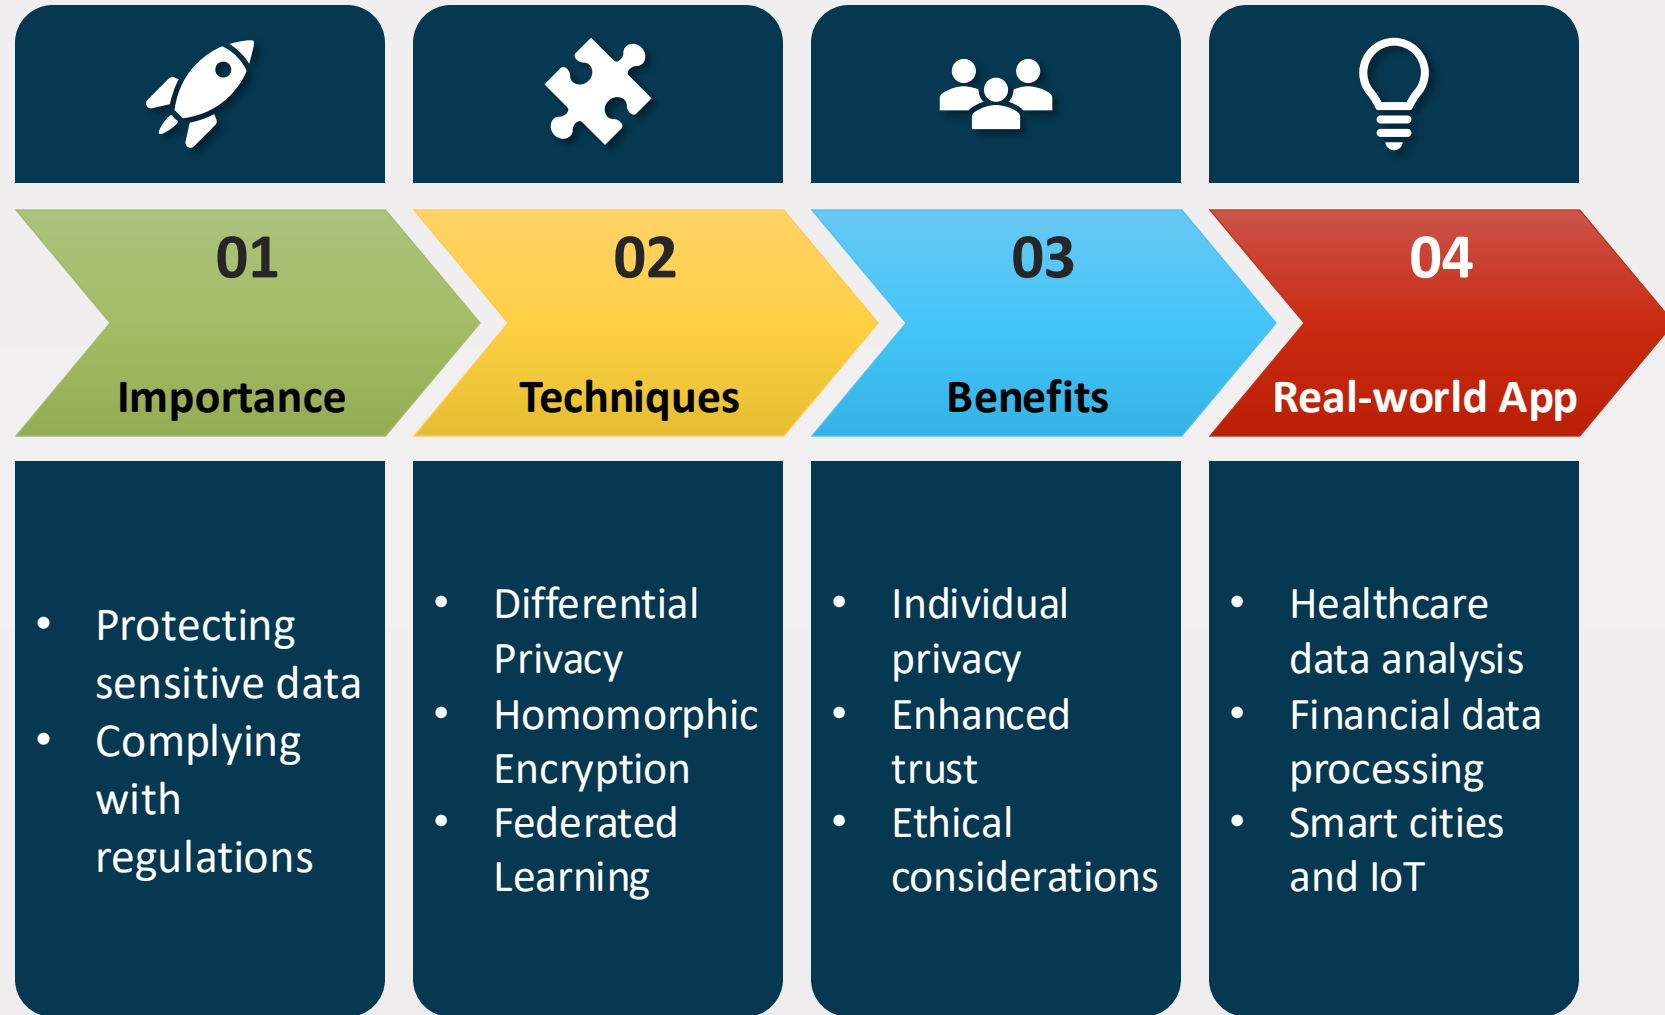 01
Importance
• Protecting
sensitive data
• Complying
with
regulations
02
Techniques
• Differential
Privacy
• Homomorphic
Encryption
• Federated
Learning
03
Benefits
• Individual
privacy
• Enhanced
trust
• Ethical
considerations
04
Real-world App
• Healthcare
data analysis
• Financial data
processing
• Smart cities
and IoT